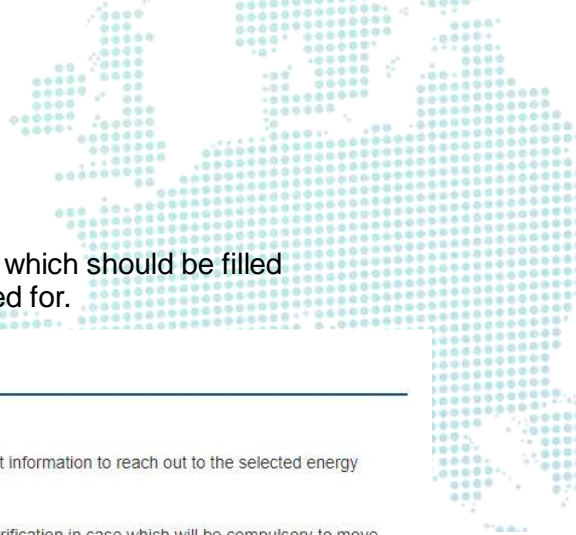 which should be filled
ed for.
t information to reach out to the selected energy
rification in case which will be compulsory to move